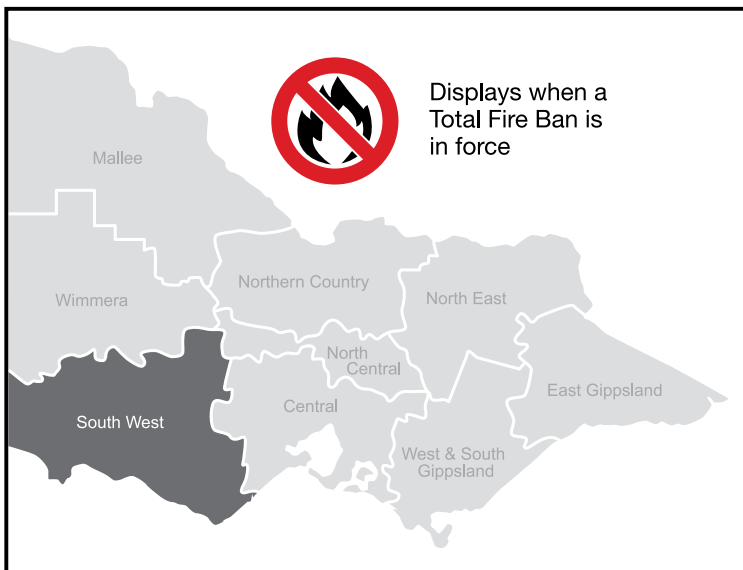 Displays when a
Total Fire Ban is
in force
Mallee
Wimmera
Northern Country
North East
North
Central
East Gippsland
South West
Central
West & South
Gippsland